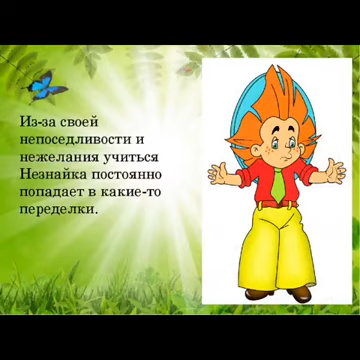 Из-за своей
непоседливости и
нежелания учиться
Незнайка постоянно
попадает в какие-то
переделки.